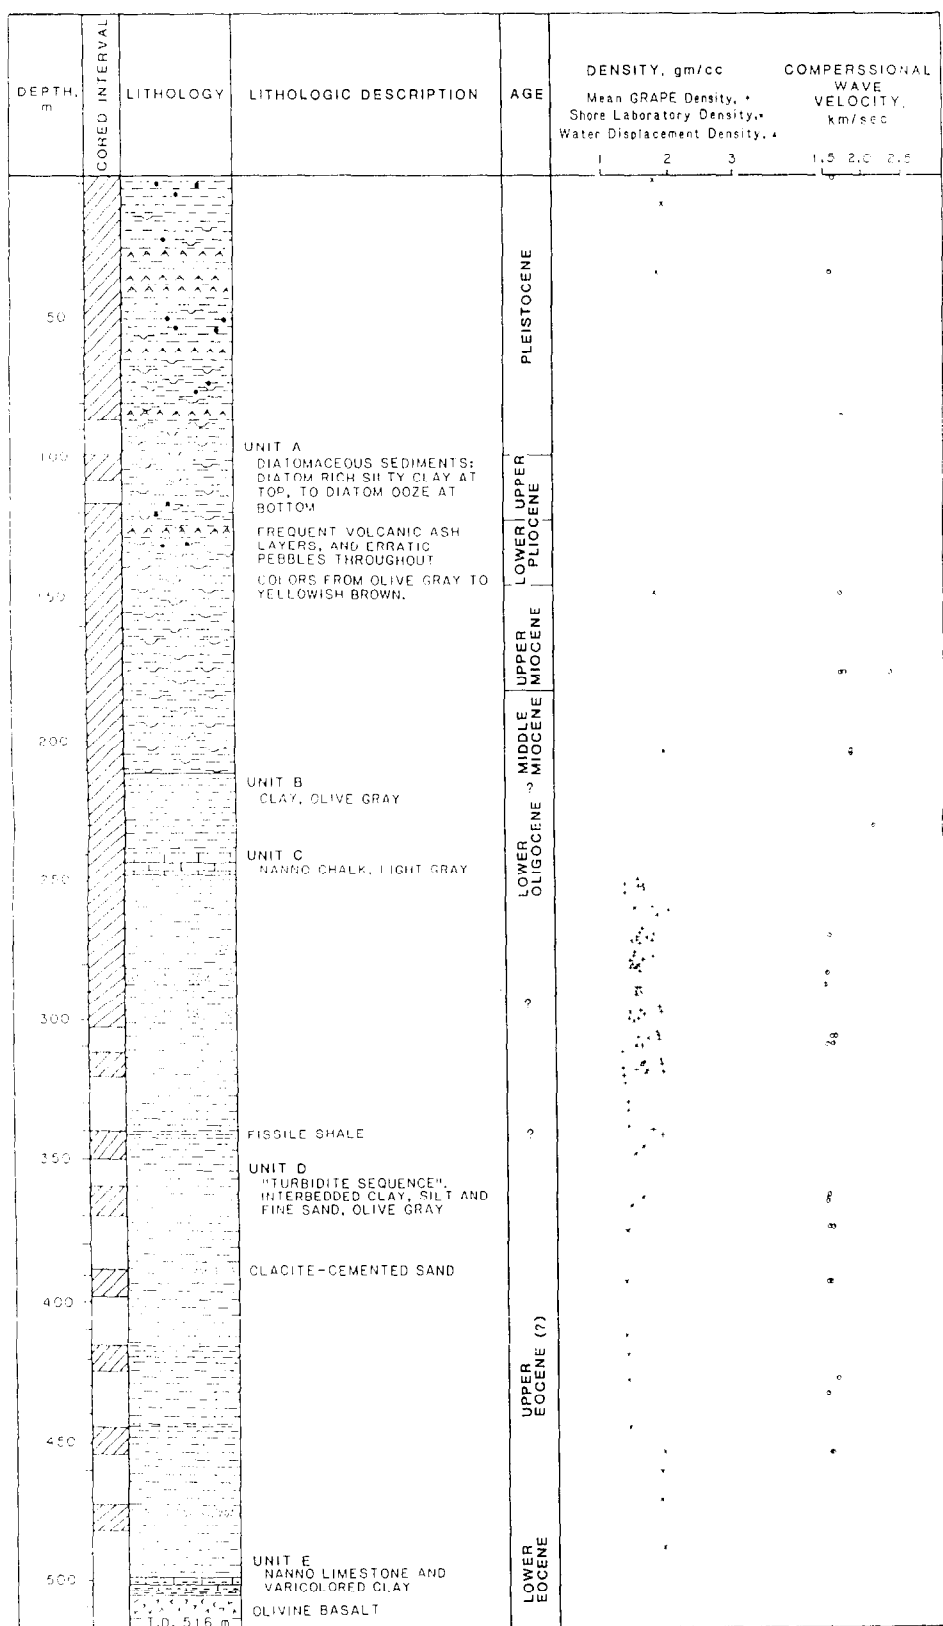 DEPTH,
m
CORED INTERVAL
LITHOLOGY
LITHOLOGIC DESCRIPTION
AGE
DENSITY, gm/cc
Mean GRAPE Density, +
Shore Laboratory Density,
Water Displacement Density,
1 2 3
COMPERSSIONAL
WAVE
VELOCITY,
km/sec
1.5 2.0 2.5
50
100
150
200
250
300
350
400
450
500
UNIT A
DIATOMACEOUS SEDIMENTS:
DIATOM RICH SILTY CLAY AT
TOP, TO DIATOM OOZE AT
BOTTOM
FREQUENT VOLCANIC ASH
LAYERS, AND ERRATIC
PEBBLES THROUGHOUT
COLORS FROM OLIVE GRAY TO
YELLOWISH BROWN.
UNIT B
CLAY, OLIVE GRAY
UNIT C
NANNO CHALK, LIGHT GRAY
FISSILE SHALE
UNIT D
"TURBIDITE SEQUENCE".
INTERBEDDED CLAY, SILT AND
FINE SAND, OLIVE GRAY
CLACITE-CEMENTED SAND
UNIT E
NANNO LIMESTONE AND
VARICOLORED CLAY
OLIVINE BASALT
T.D. 516 m
PLEISTOCENE
LOWER UPPER
PLIOCENE
UPPER
MIOCENE
MIDDLE
MIOCENE
?
LOWER
OLIGOCENE
?
?
UPPER
EOCENE (?)
LOWER
EOCENE